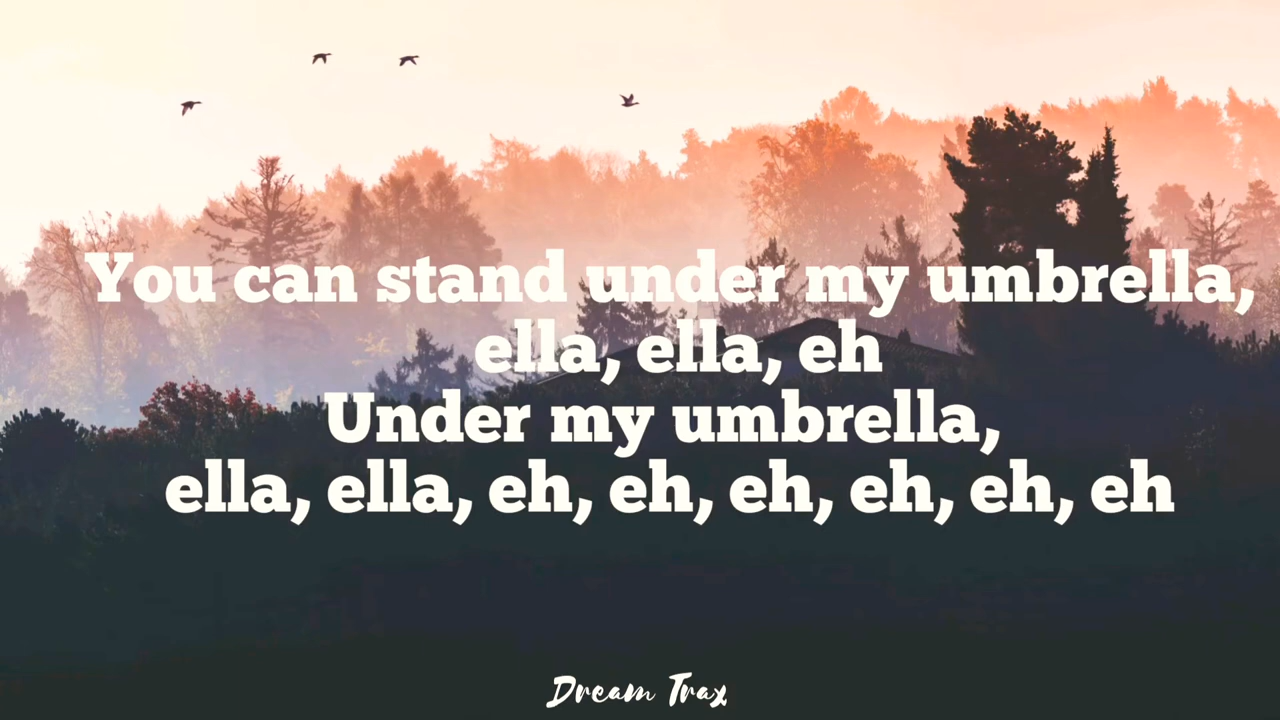 You can stand under my umbrella,
ella, ella, eh
Under my umbrella,
ella, ella, eh, eh, eh, eh, eh, eh
Dream Trax